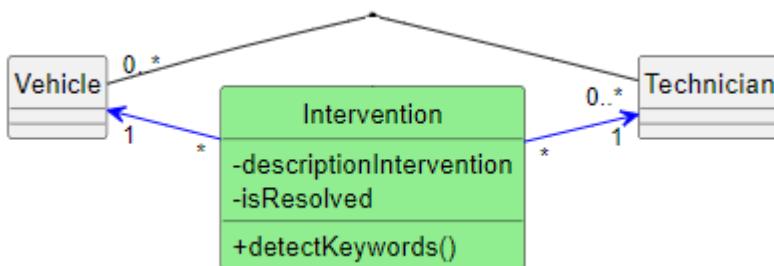 0..*
Vehicle
Technician
0..*
Intervention
1
*
*
1
-descriptionIntervention
-isResolved
+detectKeywords()